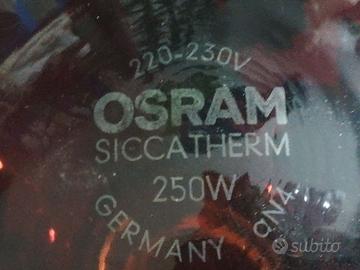 220-230V
OSRAM
SICCATHERM
250W
GERMANY
subito